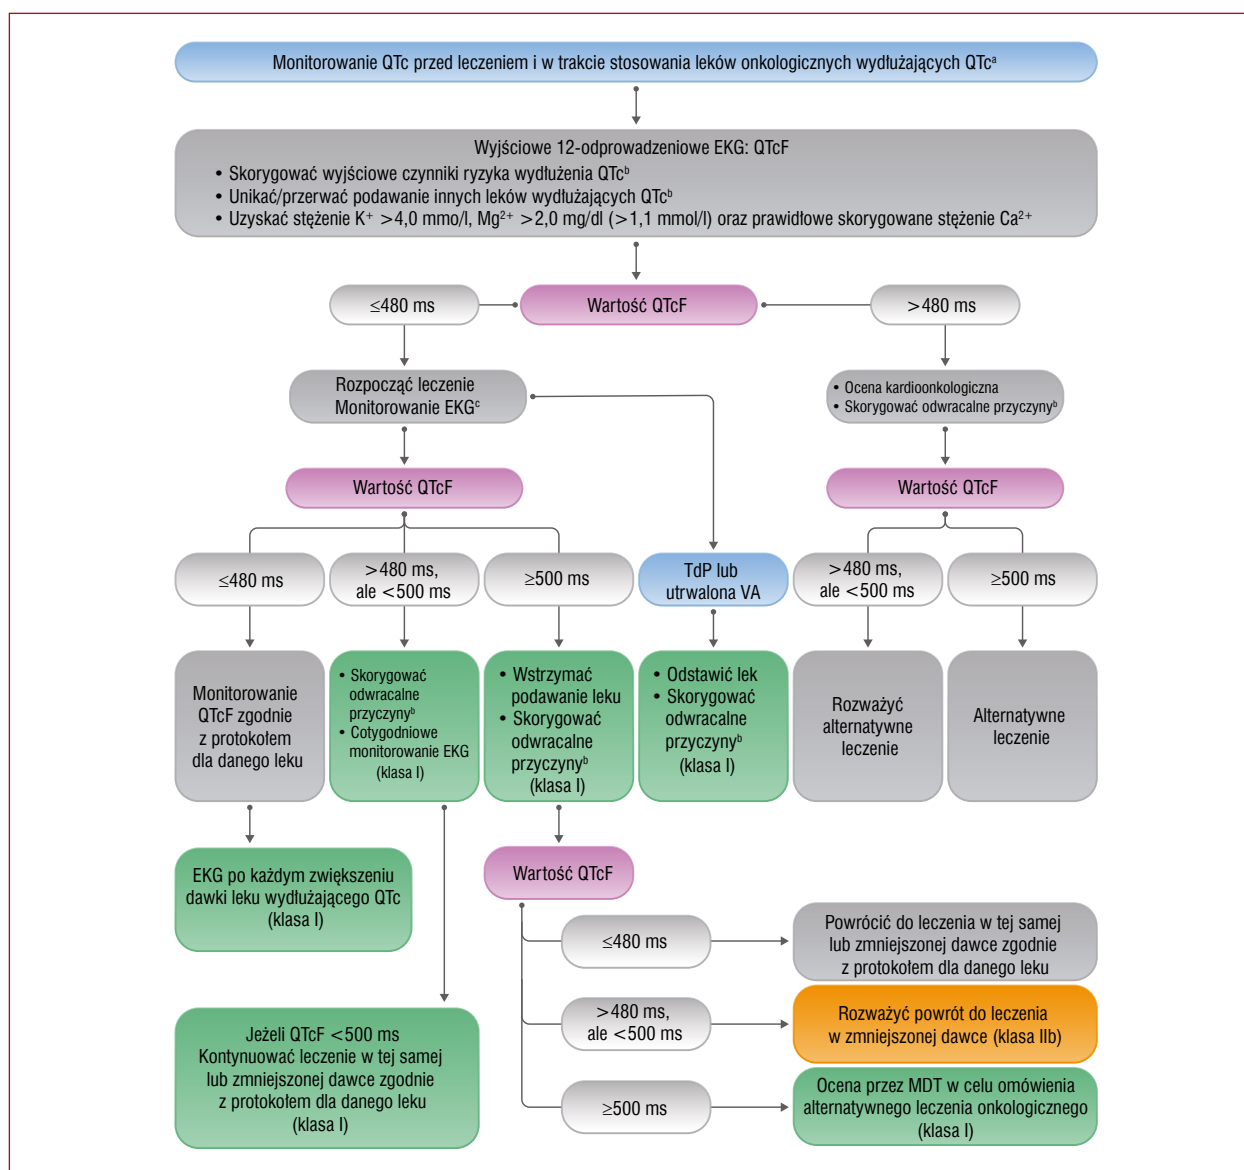 Monitorowanie QTc przed leczeniem i w trakcie stosowania leków onkologicznych wydłużających QTcᵃ
Wyjściowe 12-odprowadzeniowe EKG: QTcF
• Skorygować wyjściowe czynniki ryzyka wydłużenia QTcᵇ
• Unikać/przerwać podawanie innych leków wydłużających QTcᵇ
• Uzyskać stężenie K⁺ >4,0 mmo/l, Mg²⁺ >2,0 mg/dl (>1,1 mmol/l) oraz prawidłowe skorygowane stężenie Ca²⁺
≤480 ms
Wartość QTcF
>480 ms
Rozpocząć leczenie
Monitorowanie EKGᶜ
• Ocena kardioonkologiczna
• Skorygować odwracalne przyczynyᵇ
Wartość QTcF
Wartość QTcF
≤480 ms
>480 ms,
ale <500 ms
≥500 ms
TdP lub
utrwalona VA
>480 ms,
ale <500 ms
≥500 ms
Monitorowanie
QTcF zgodnie
z protokołem
dla danego leku
• Skorygować
odwracalne
przyczynyᵇ
• Cotygodniowe
monitorowanie EKG
(klasa I)
• Wstrzymać
podawanie leku
• Skorygować
odwracalne
przyczynyᵇ
(klasa I)
• Odstawić lek
• Skorygować
odwracalne
przyczynyᵇ
(klasa I)
Rozważyć
alternatywne
leczenie
Alternatywne
leczenie
EKG po każdym zwiększeniu
dawki leku wydłużającego QTc
(klasa I)
Wartość QTcF
≤480 ms
Powrócić do leczenia w tej samej
lub zmniejszonej dawce zgodnie
z protokołem dla danego leku
>480 ms,
ale <500 ms
Rozważyć powrót do leczenia
w zmniejszonej dawce (klasa IIb)
Jeżeli QTcF <500 ms
Kontynuować leczenie w tej samej
lub zmniejszonej dawce zgodnie
z protokołem dla danego leku
(klasa I)
≥500 ms
Ocena przez MDT w celu omówienia
alternatywnego leczenia onkologicznego
(klasa I)